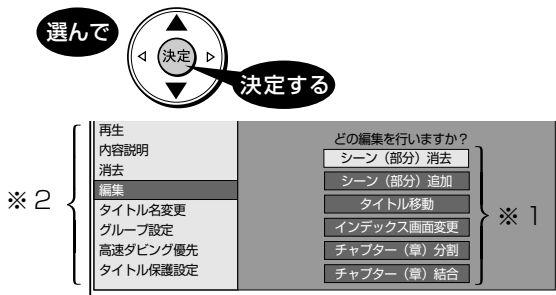 選んで
決定
決定する
※2
再生
内容説明
消去
編集
タイトル名変更
グループ設定
高速ダビング優先
タイトル保護設定
どの編集を行いますか？
シーン（部分）消去
シーン（部分）追加
タイトル移動
インデックス画面変更
チャプター（章）分割
チャプター（章）結合
※1